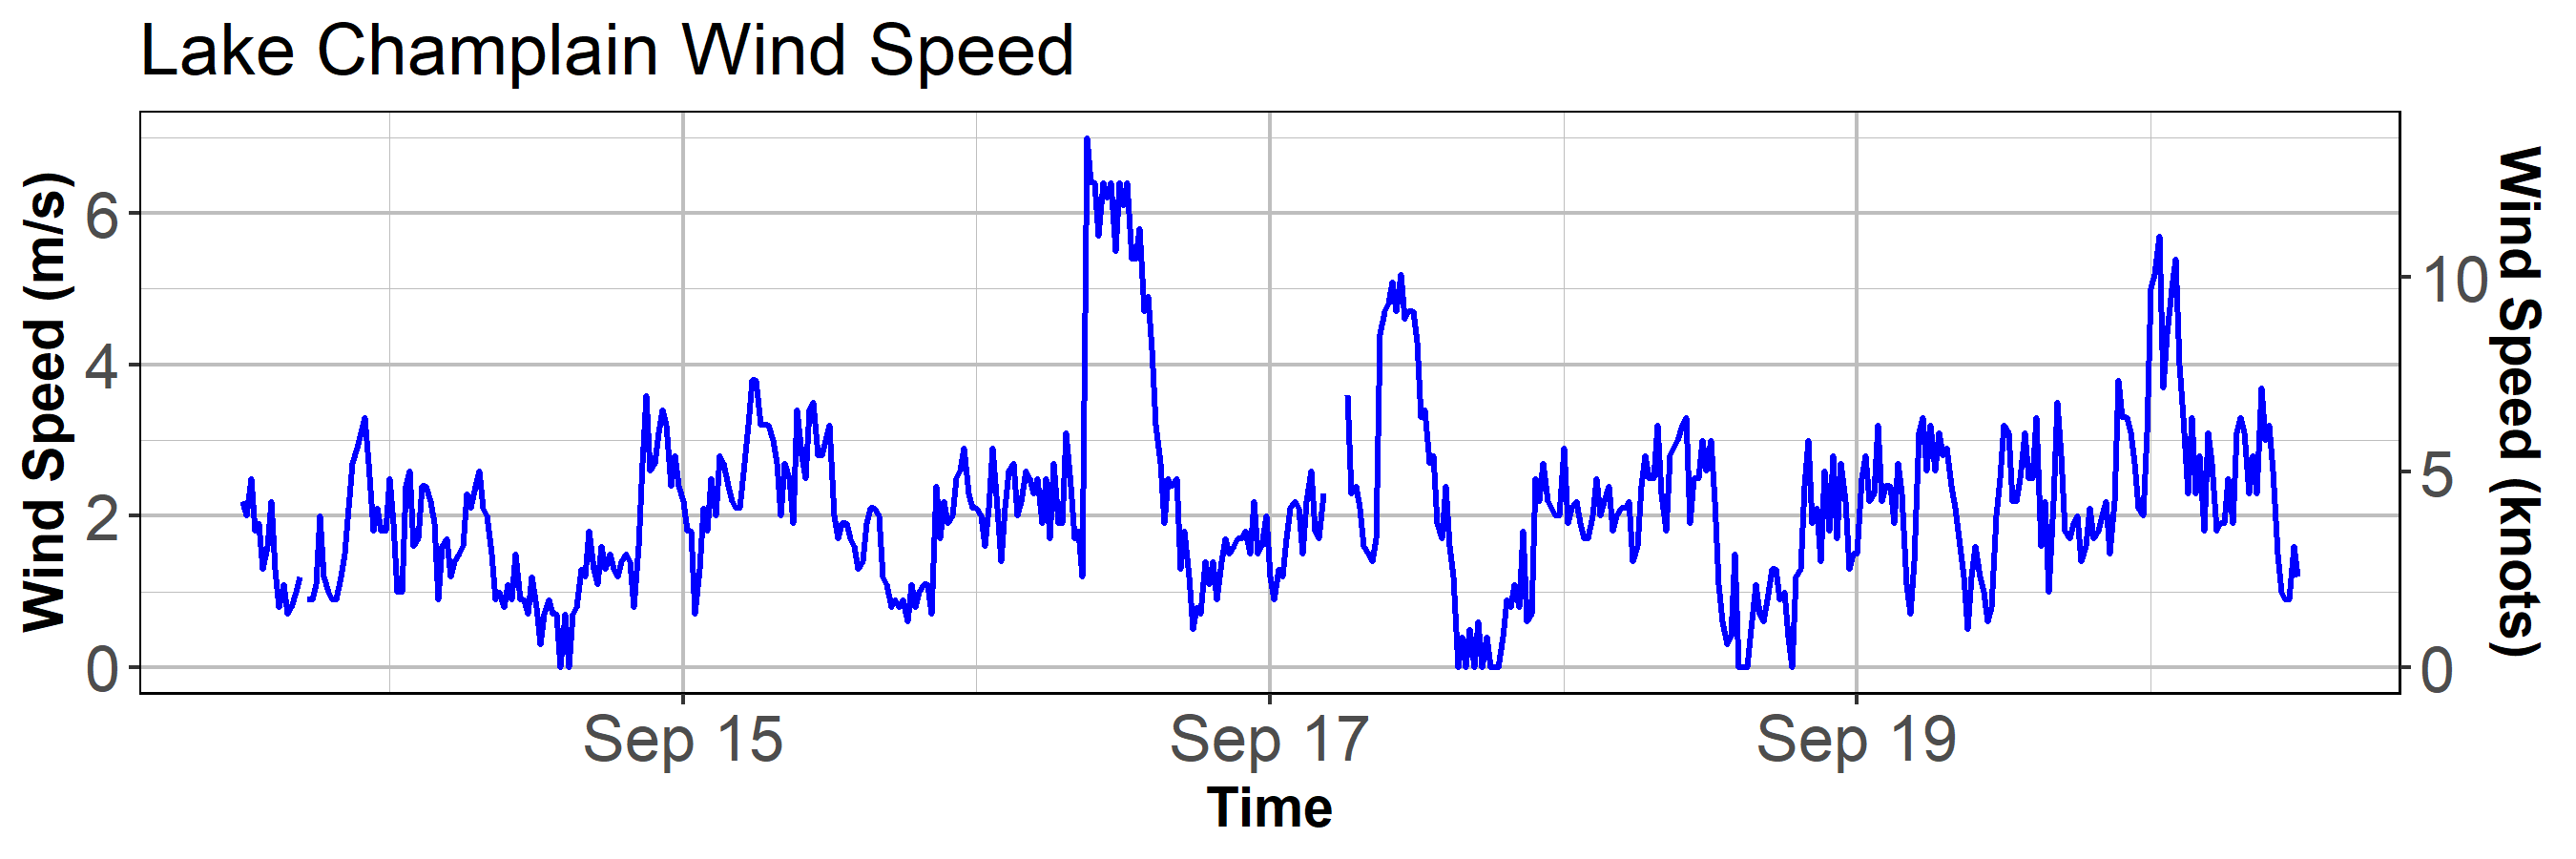 Lake Champlain Wind Speed
Wind Speed (m/s)
6
4
2
0
Wind Speed (knots)
10
5
0
Sep 15
Sep 17
Sep 19
Time